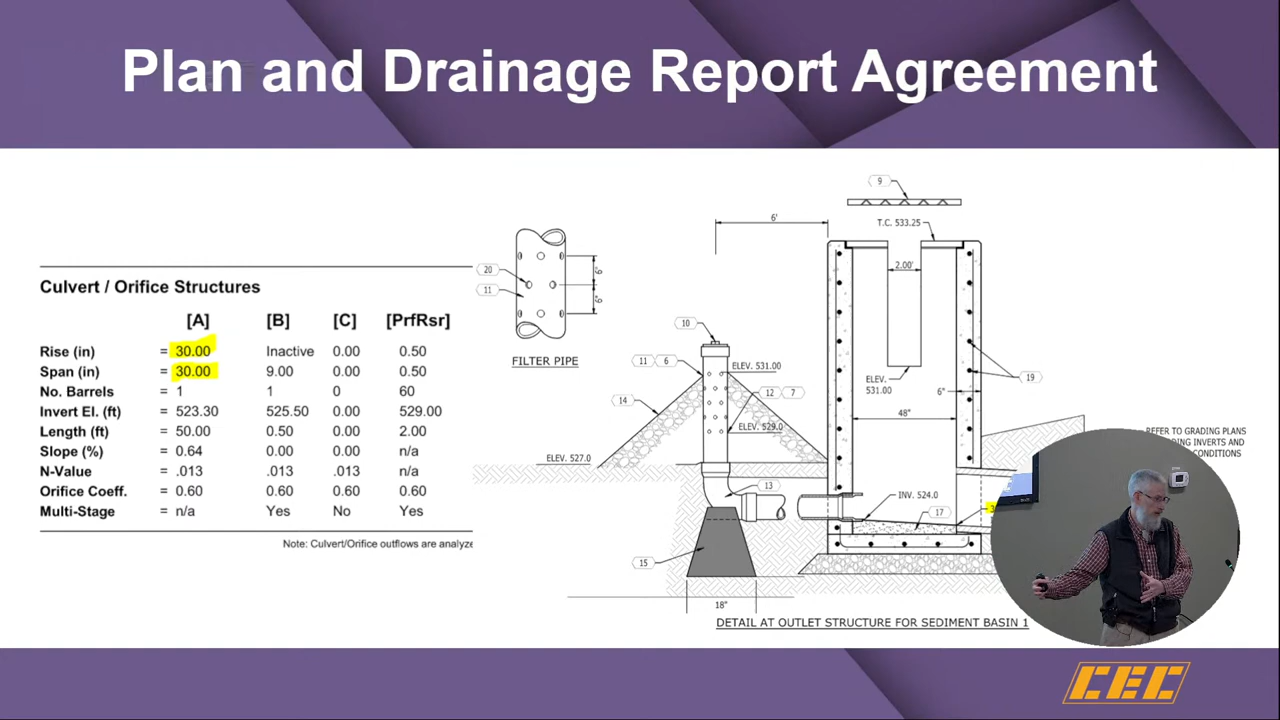 Plan and Drainage Report Agreement
Culvert / Orifice Structures
[A] [B] [C] [PrfRsr]
Rise (in) = 30.00 Inactive 0.00 0.50
Span (in) = 30.00 9.00 0.00 0.50
No. Barrels = 1 1 0 60
Invert El. (ft) = 523.30 525.50 0.00 529.00
Length (ft) = 50.00 0.50 0.00 2.00
Slope (%) = 0.64 0.00 0.00 n/a
N-Value = .013 .013 .013 n/a
Orifice Coeff. = 0.60 0.60 0.60 0.60
Multi-Stage = n/a Yes No Yes
Note: Culvert/Orifice outflows are analyze
20
11
6"
6"
FILTER PIPE
9
6'
T.C. 533.25
2.00'
10
11 6
ELEV. 531.00
12 7
14
ELEV. 529.0
ELEV. 527.0
ELEV.
531.00
6"
19
48"
13
INV. 524.0
17
15
18"
REFER TO GRADING PLANS
INVERTS AND
CONDITIONS
DETAIL AT OUTLET STRUCTURE FOR SEDIMENT BASIN 1
CEC